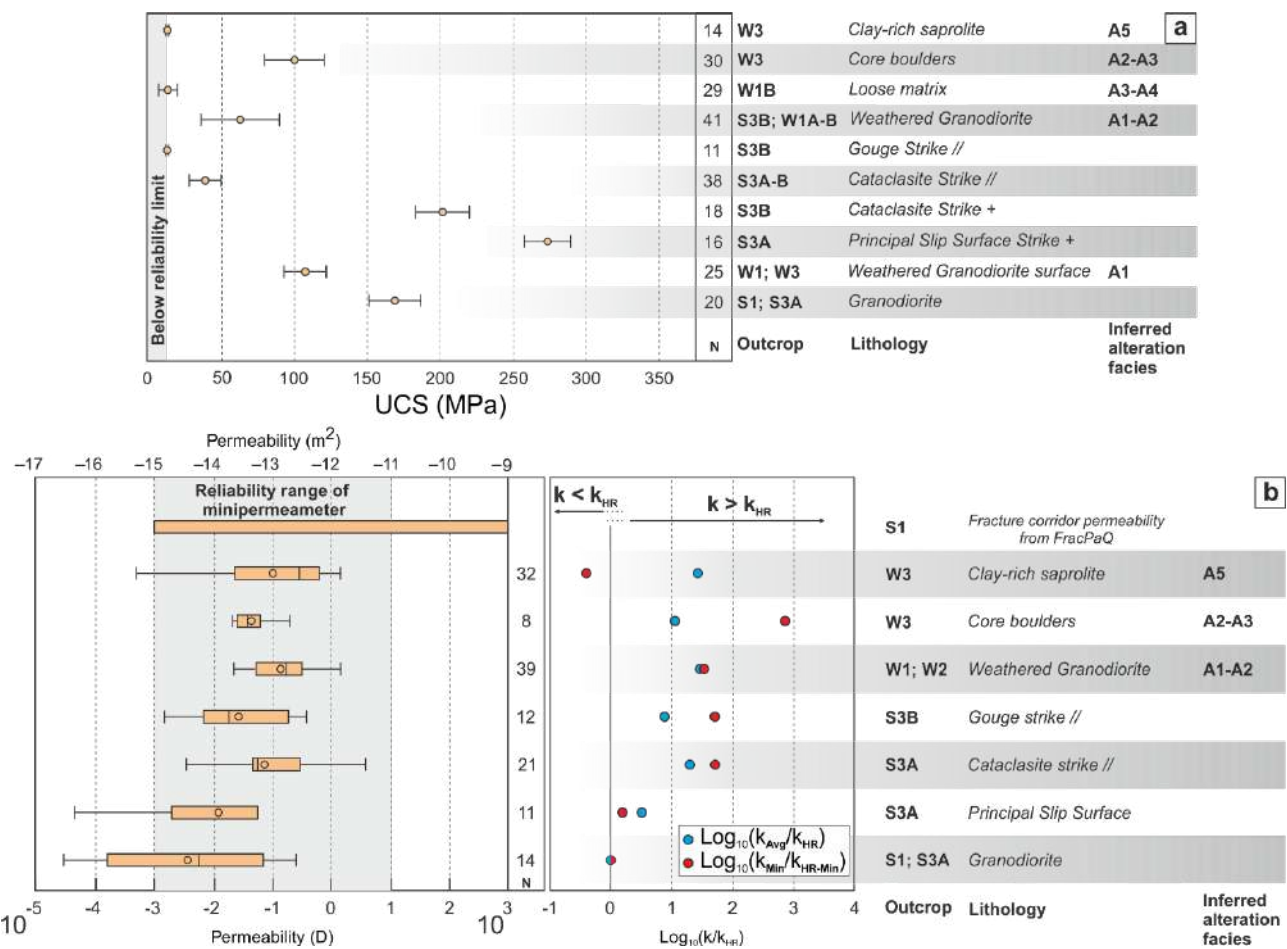 a
Below reliability limit
14 W3 Clay-rich saprolite A5
30 W3 Core boulders A2-A3
29 W1B Loose matrix A3-A4
41 S3B; W1A-B Weathered Granodiorite A1-A2
11 S3B Gouge Strike //
38 S3A-B Cataclasite Strike //
18 S3B Cataclasite Strike +
16 S3A Principal Slip Surface Strike +
25 W1; W3 Weathered Granodiorite surface A1
20 S1; S3A Granodiorite
N Outcrop Lithology Inferred
alteration
facies
0 50 100 150 200 250 300 350
UCS (MPa)
Permeability (m²)
−17 −16 −15 −14 −13 −12 −11 −10 −9
b
Reliability range of
minipermeameter
k < kHR
k > kHR
S1 Fracture corridor permeability
from FracPaQ
32 W3 Clay-rich saprolite A5
8 W3 Core boulders A2-A3
39 W1; W2 Weathered Granodiorite A1-A2
12 S3B Gouge strike //
21 S3A Cataclasite strike //
11 S3A Principal Slip Surface
Log10(kAvg/kHR)
Log10(kMin/kHR-Min)
14 S1; S3A Granodiorite
N
10 -5 -4 -3 -2 -1 0 1 10 3
-1 0 1 2 3 4
Outcrop Lithology Inferred
alteration
facies
Permeability (D)
Log10(k/kHR)